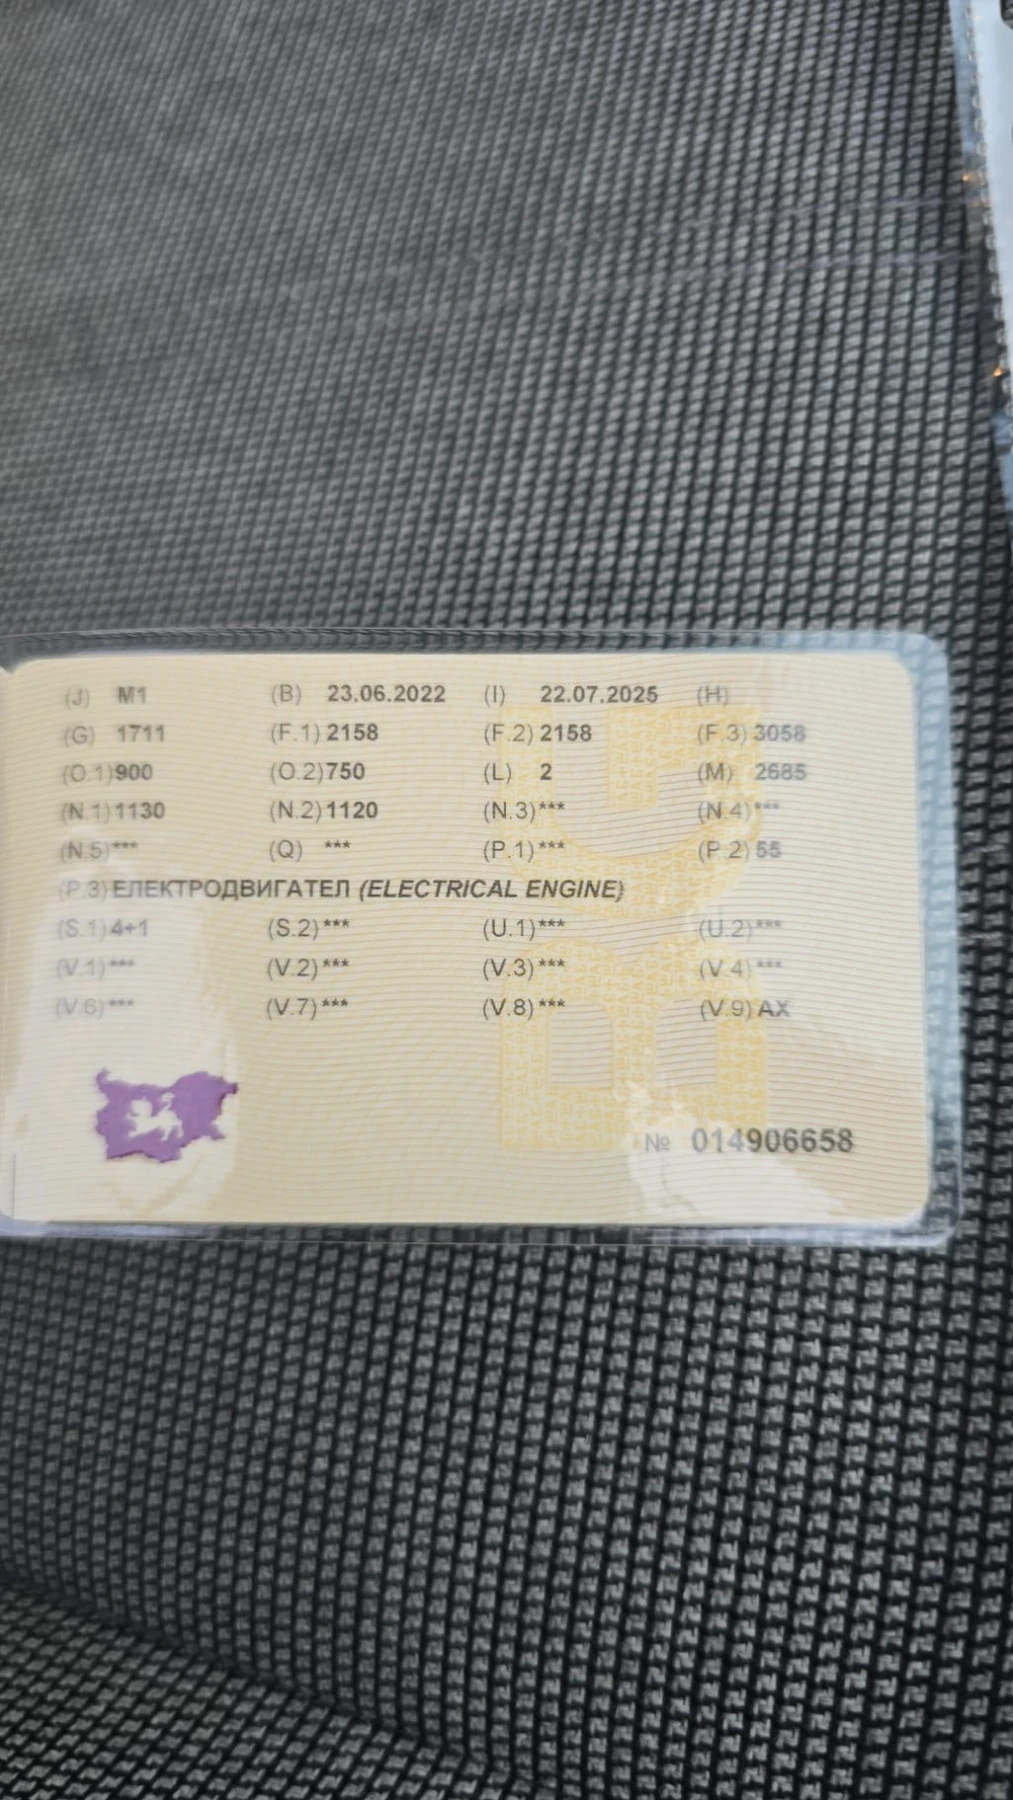 (J) M1 (B) 23.06.2022 (I) 22.07.2025 (H)
(G) 1711 (F.1) 2158 (F.2) 2158 (F.3) 3058
(O.1) 900 (O.2) 750 (L) 2 (M) 2685
(N.1) 1130 (N.2) 1120 (N.3) *** (N.4) ***
(N.5) *** (Q) *** (P.1) *** (P.2) 55
(P.3) ЕЛЕКТРОДВИГАТЕЛ (ELECTRICAL ENGINE)
(S.1) 4+1 (S.2) *** (U.1) *** (U.2) ***
(V.1) *** (V.2) *** (V.3) *** (V.4) ***
(V.6) *** (V.7) *** (V.8) *** (V.9) AX
№ 014906658